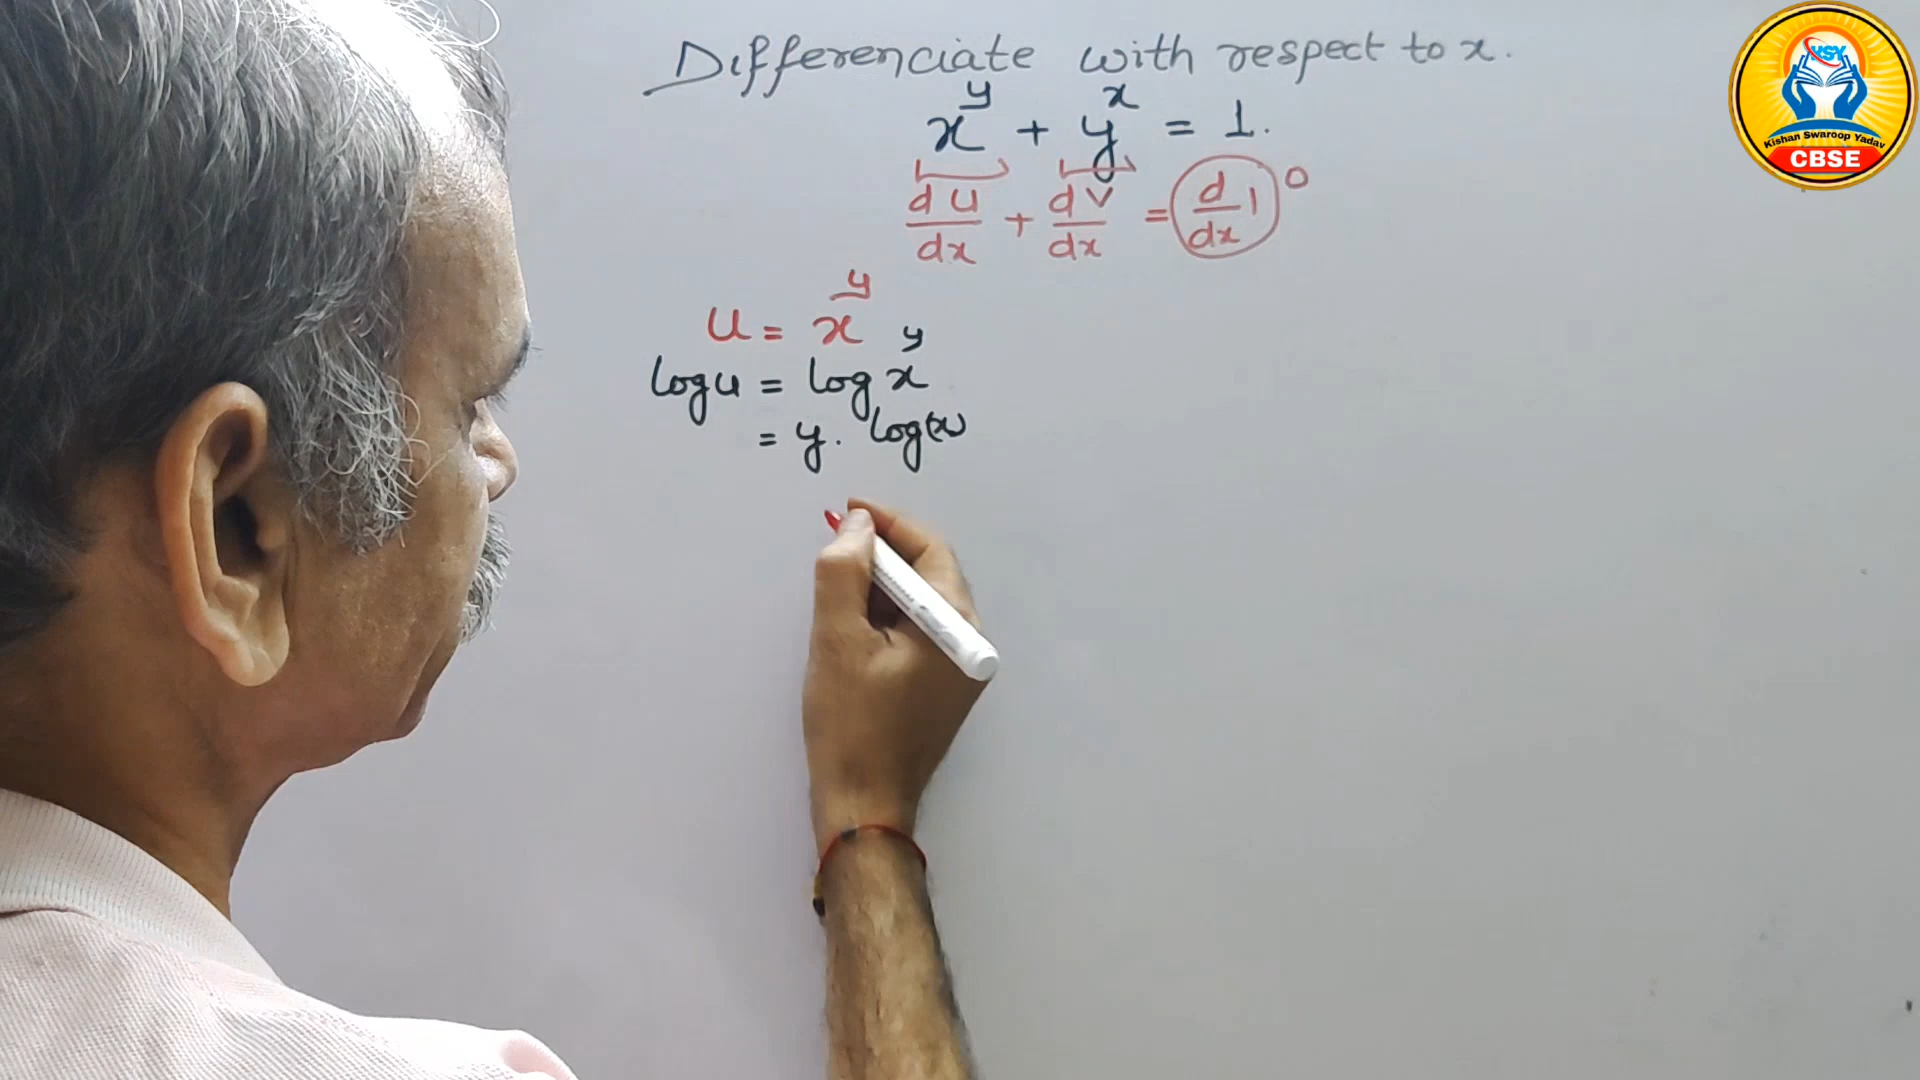 Differenciate with respect to x.
x^y + y^x = 1.
du/dx + dv/dx = d/dx 1 0
u = x^y
log u = log x^y
= y. log(x)
KSY
Kishan Swaroop Yadav
CBSE